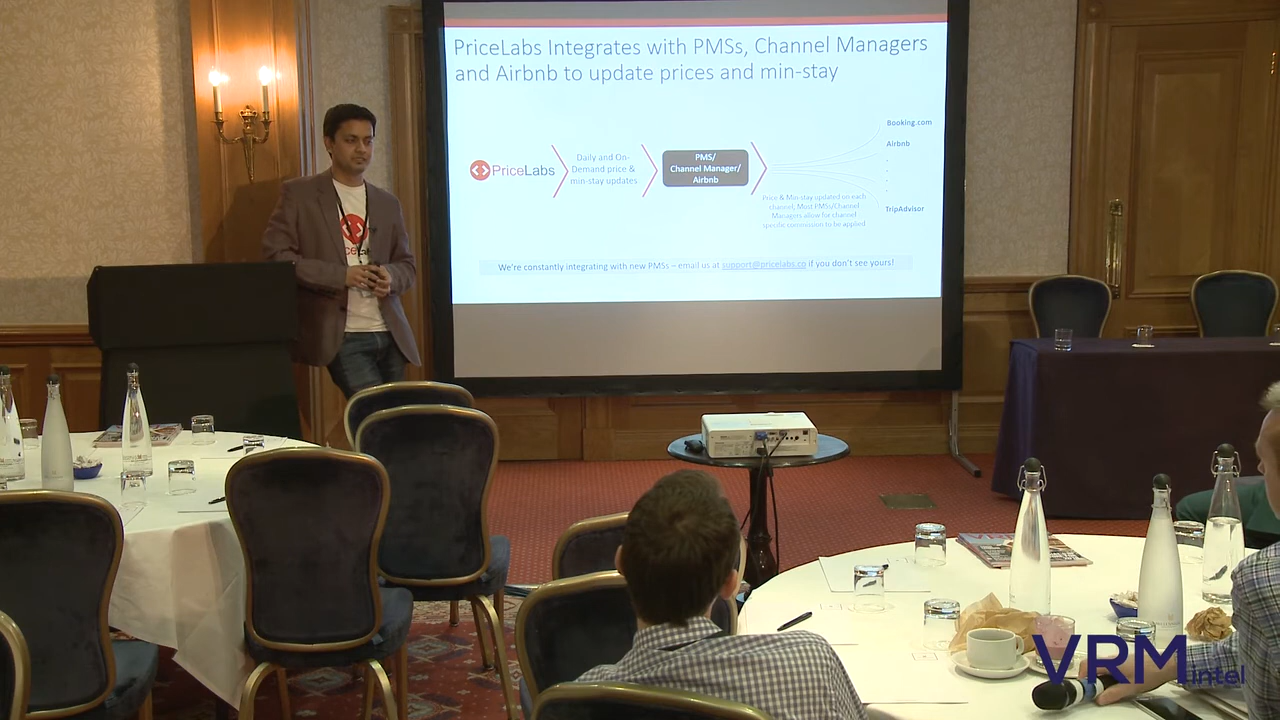 PriceLabs Integrates with PMSs, Channel Managers
and Airbnb to update prices and min-stay
PriceLabs
Daily and On-
Demand price &
min-stay updates
PMS/
Channel Manager/
Airbnb
Booking.com
Airbnb
.
.
.
.
TripAdvisor
Price & Min-stay updated on each
channel, Most PMSs/Channel
Managers allow for channel
specific commission to be applied
We're constantly integrating with new PMSs – email us at support@pricelabs.co if you don't see yours!
VRM
intel